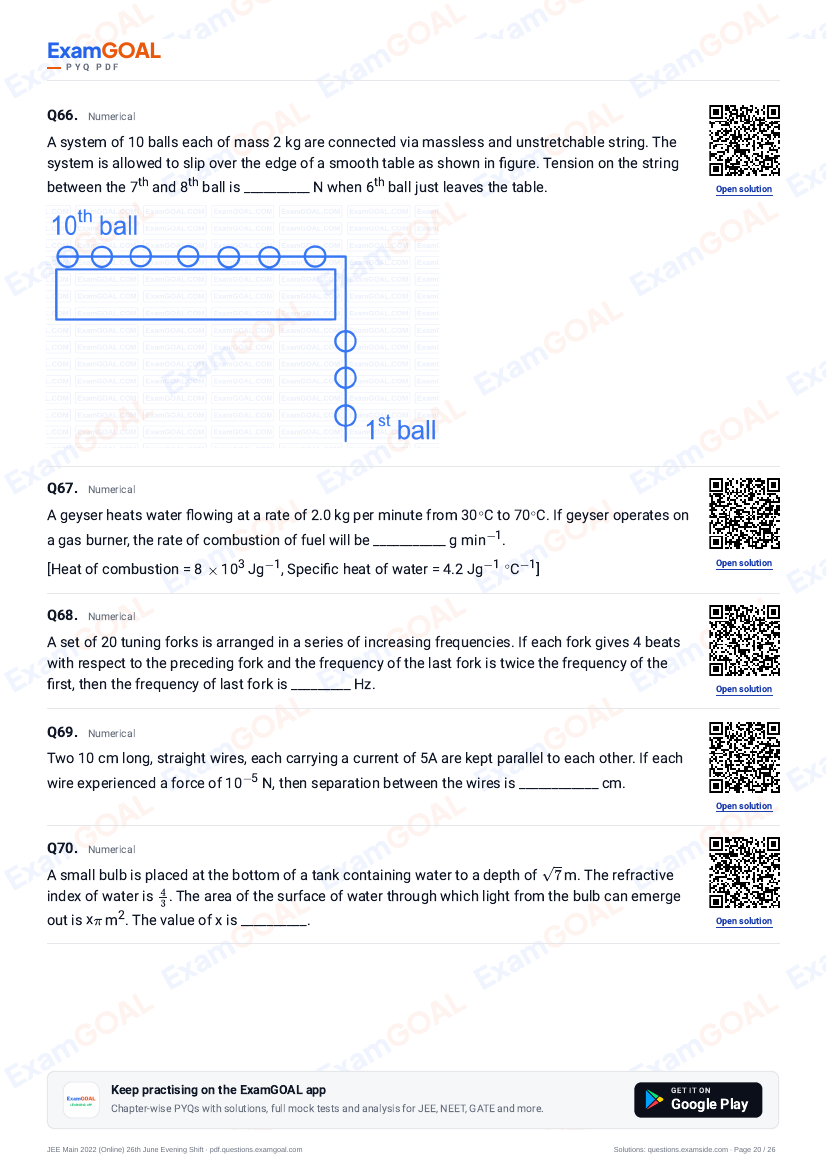 ExamGOAL
PYQ PDF
Q66. Numerical
A system of 10 balls each of mass 2 kg are connected via massless and unstretchable string. The
system is allowed to slip over the edge of a smooth table as shown in figure. Tension on the string
between the 7th and 8th ball is __________ N when 6th ball just leaves the table.
Open solution
10th ball
1st ball
Q67. Numerical
A geyser heats water flowing at a rate of 2.0 kg per minute from 30◦C to 70◦C. If geyser operates on
a gas burner, the rate of combustion of fuel will be ___________ g min−1.
[Heat of combustion = 8 × 10³ Jg−1, Specific heat of water = 4.2 Jg−1 ◦C−1]
Open solution
Q68. Numerical
A set of 20 tuning forks is arranged in a series of increasing frequencies. If each fork gives 4 beats
with respect to the preceding fork and the frequency of the last fork is twice the frequency of the
first, then the frequency of last fork is _________ Hz.
Open solution
Q69. Numerical
Two 10 cm long, straight wires, each carrying a current of 5A are kept parallel to each other. If each
wire experienced a force of 10−5 N, then separation between the wires is ____________ cm.
Open solution
Q70. Numerical
A small bulb is placed at the bottom of a tank containing water to a depth of √7 m. The refractive
index of water is 4/3. The area of the surface of water through which light from the bulb can emerge
out is xπ m². The value of x is __________.
Open solution
Keep practising on the ExamGOAL app
Chapter-wise PYQs with solutions, full mock tests and analysis for JEE, NEET, GATE and more.
GET IT ON
Google Play
JEE Main 2022 (Online) 26th June Evening Shift · pdf.questions.examgoal.com
Solutions: questions.examside.com · Page 20 / 26